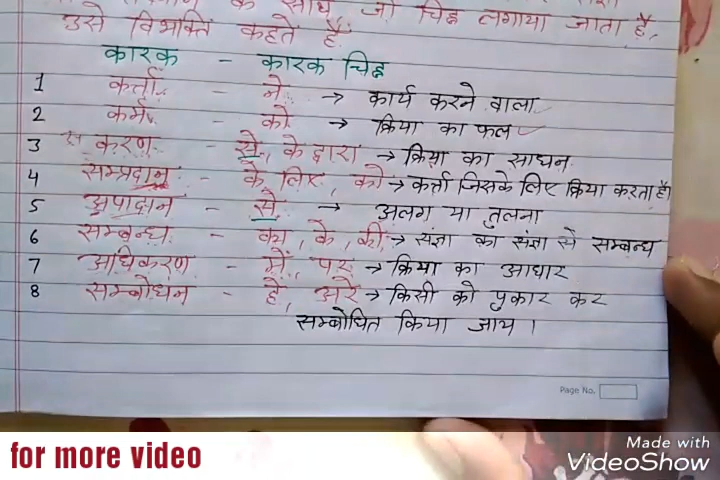 के साथ जो चिह्न लगाया जाता है,
उसे विभक्ति कहते हैं
कारक - कारक चिह्न
1 कर्त्ता - ने → कार्य करने वाला
2 कर्म - को → क्रिया का फल
3 करण - से, के द्वारा → क्रिया का साधन
4 सम्प्रदान - के लिए, को → कर्त्ता जिसके लिए क्रिया करता है।
5 अपादान - से → अलग या तुलना
6 सम्बन्ध - का, के, की → संज्ञा का संज्ञा से सम्बन्ध
7 अधिकरण - में, पर → क्रिया का आधार
8 सम्बोधन - हे, अरे → किसी को पुकार कर
सम्बोधित किया जाय ।
Page No.
for more video
Made with
VideoShow